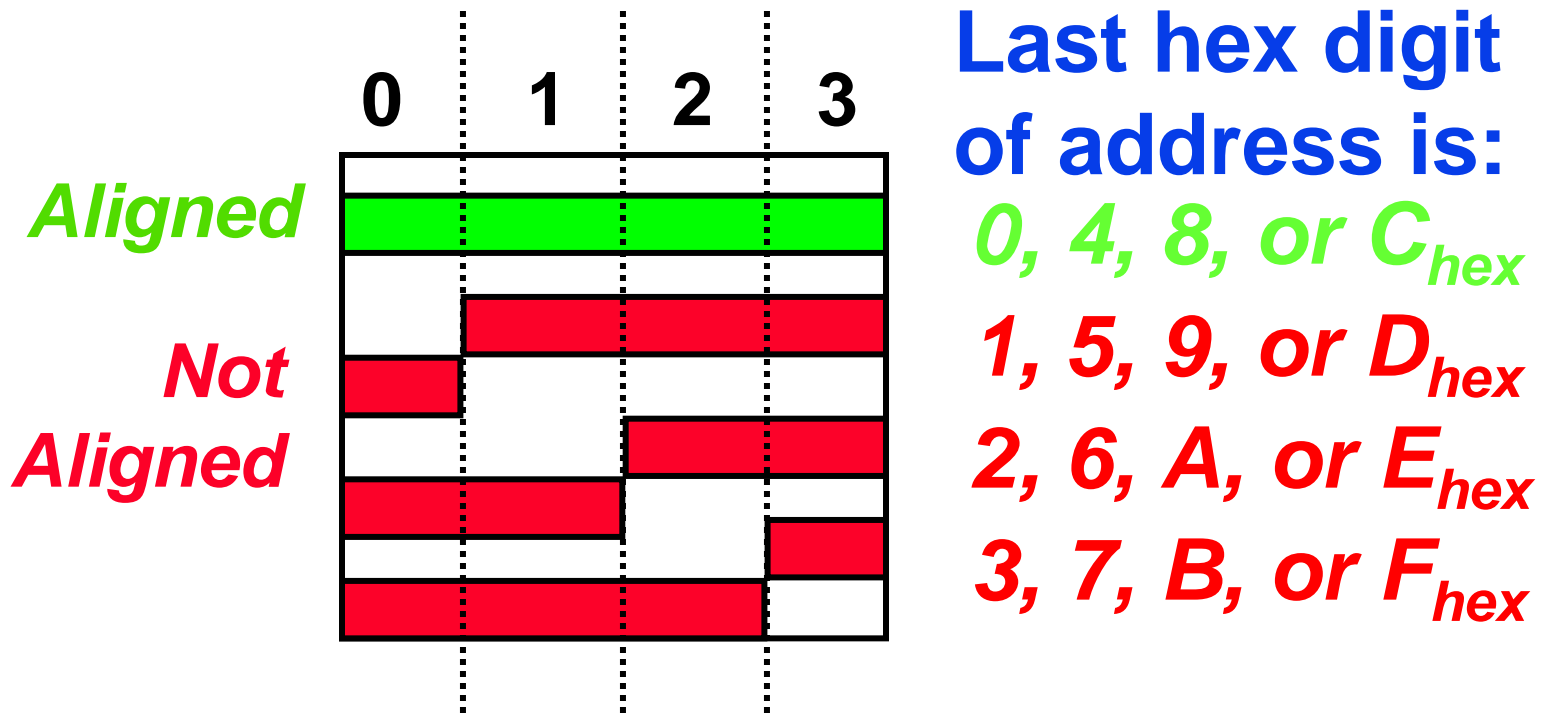 Last hex digit
of address is:
0 1 2 3
Aligned
0, 4, 8, or Chex
1, 5, 9, or Dhex
Not
Aligned
2, 6, A, or Ehex
3, 7, B, or Fhex